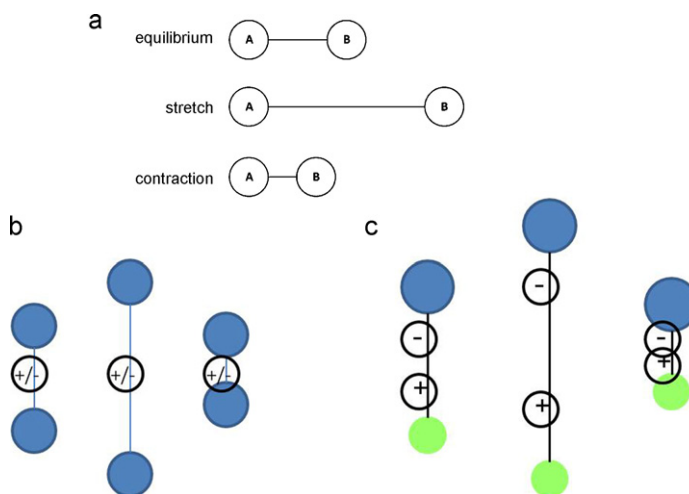 a
equilibrium A B
stretch A B
contraction A B
b c
- 
+/- +/- +/- - -
+ +
+